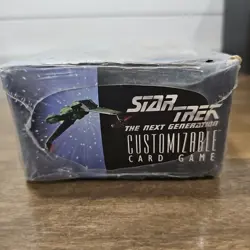 STAR
TREK
THE NEXT GENERATION
CUSTOMIZABLE
CARD GAME